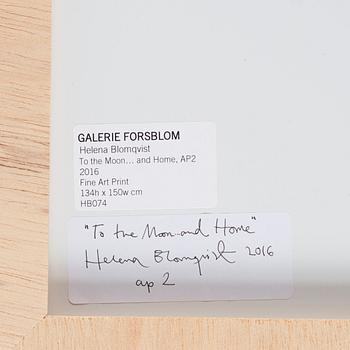 GALERIE FORSBLOM
Helena Blomqvist
To the Moon... and Home, AP2
2016
Fine Art Print
134h x 150w cm
HB074
"To the Moon and Home"
Helena Blomqvist 2016
ap 2